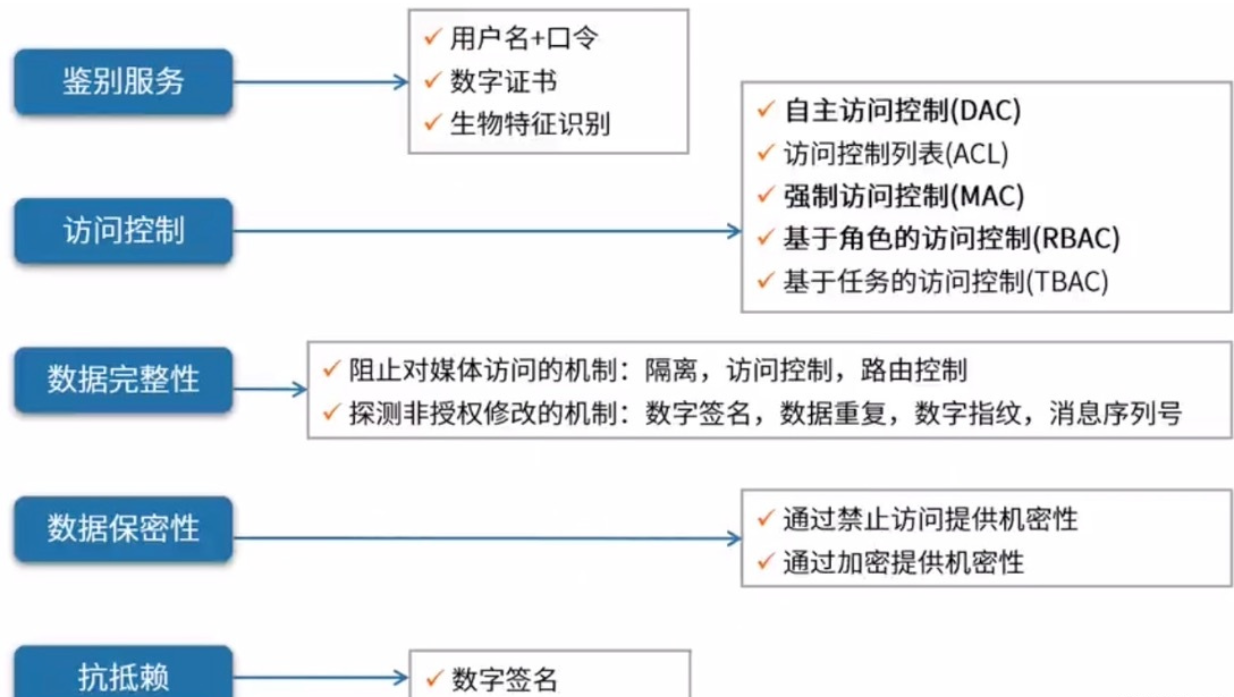 鉴别服务
用户名+口令
数字证书
生物特征识别
访问控制
自主访问控制(DAC)
访问控制列表(ACL)
强制访问控制(MAC)
基于角色的访问控制(RBAC)
基于任务的访问控制(TBAC)
数据完整性
阻止对媒体访问的机制：隔离，访问控制，路由控制
探测非授权修改的机制：数字签名，数据重复，数字指纹，消息序列号
数据保密性
通过禁止访问提供机密性
通过加密提供机密性
抗抵赖
数字签名